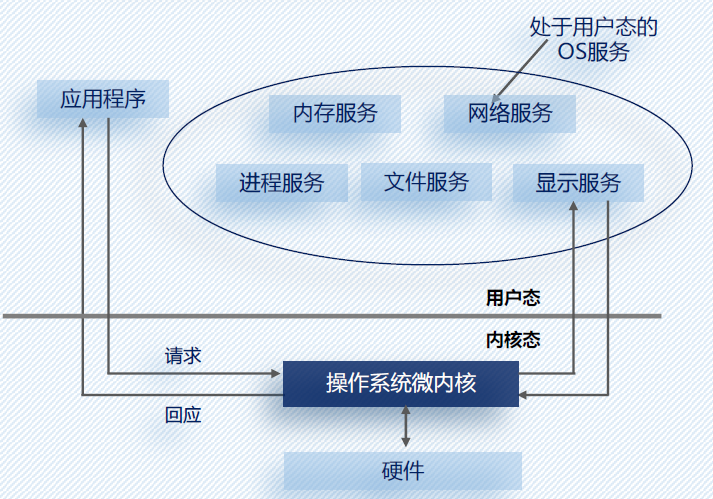 处于用户态的
OS服务
应用程序
内存服务
网络服务
进程服务
文件服务
显示服务
用户态
内核态
请求
操作系统微内核
回应
硬件